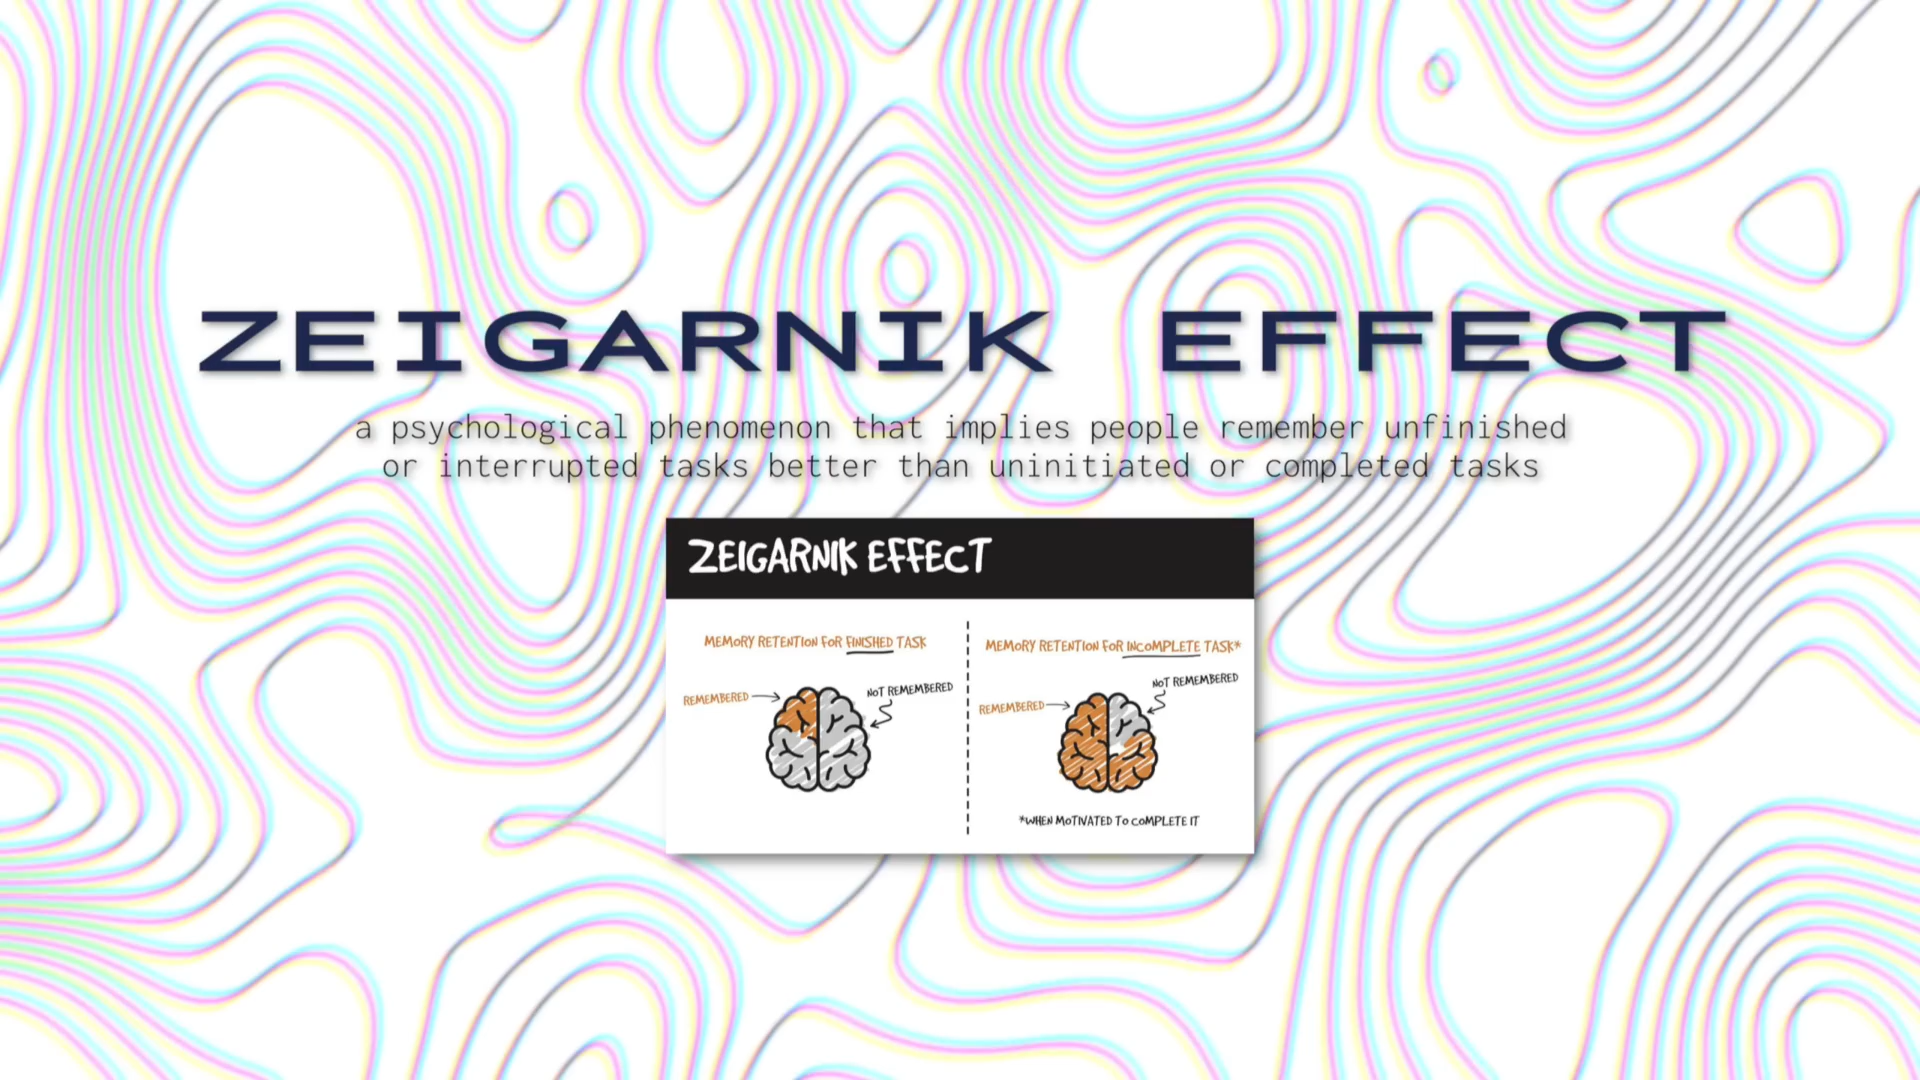 ZEIGARNIK EFFECT
a psychological phenomenon that implies people remember unfinished
or interrupted tasks better than uninitiated or completed tasks
ZEIGARNIK EFFECT
MEMORY RETENTION FOR FINISHED TASK
REMEMBERED
NOT REMEMBERED
MEMORY RETENTION FOR INCOMPLETE TASK*
REMEMBERED
NOT REMEMBERED
*WHEN MOTIVATED TO COMPLETE IT